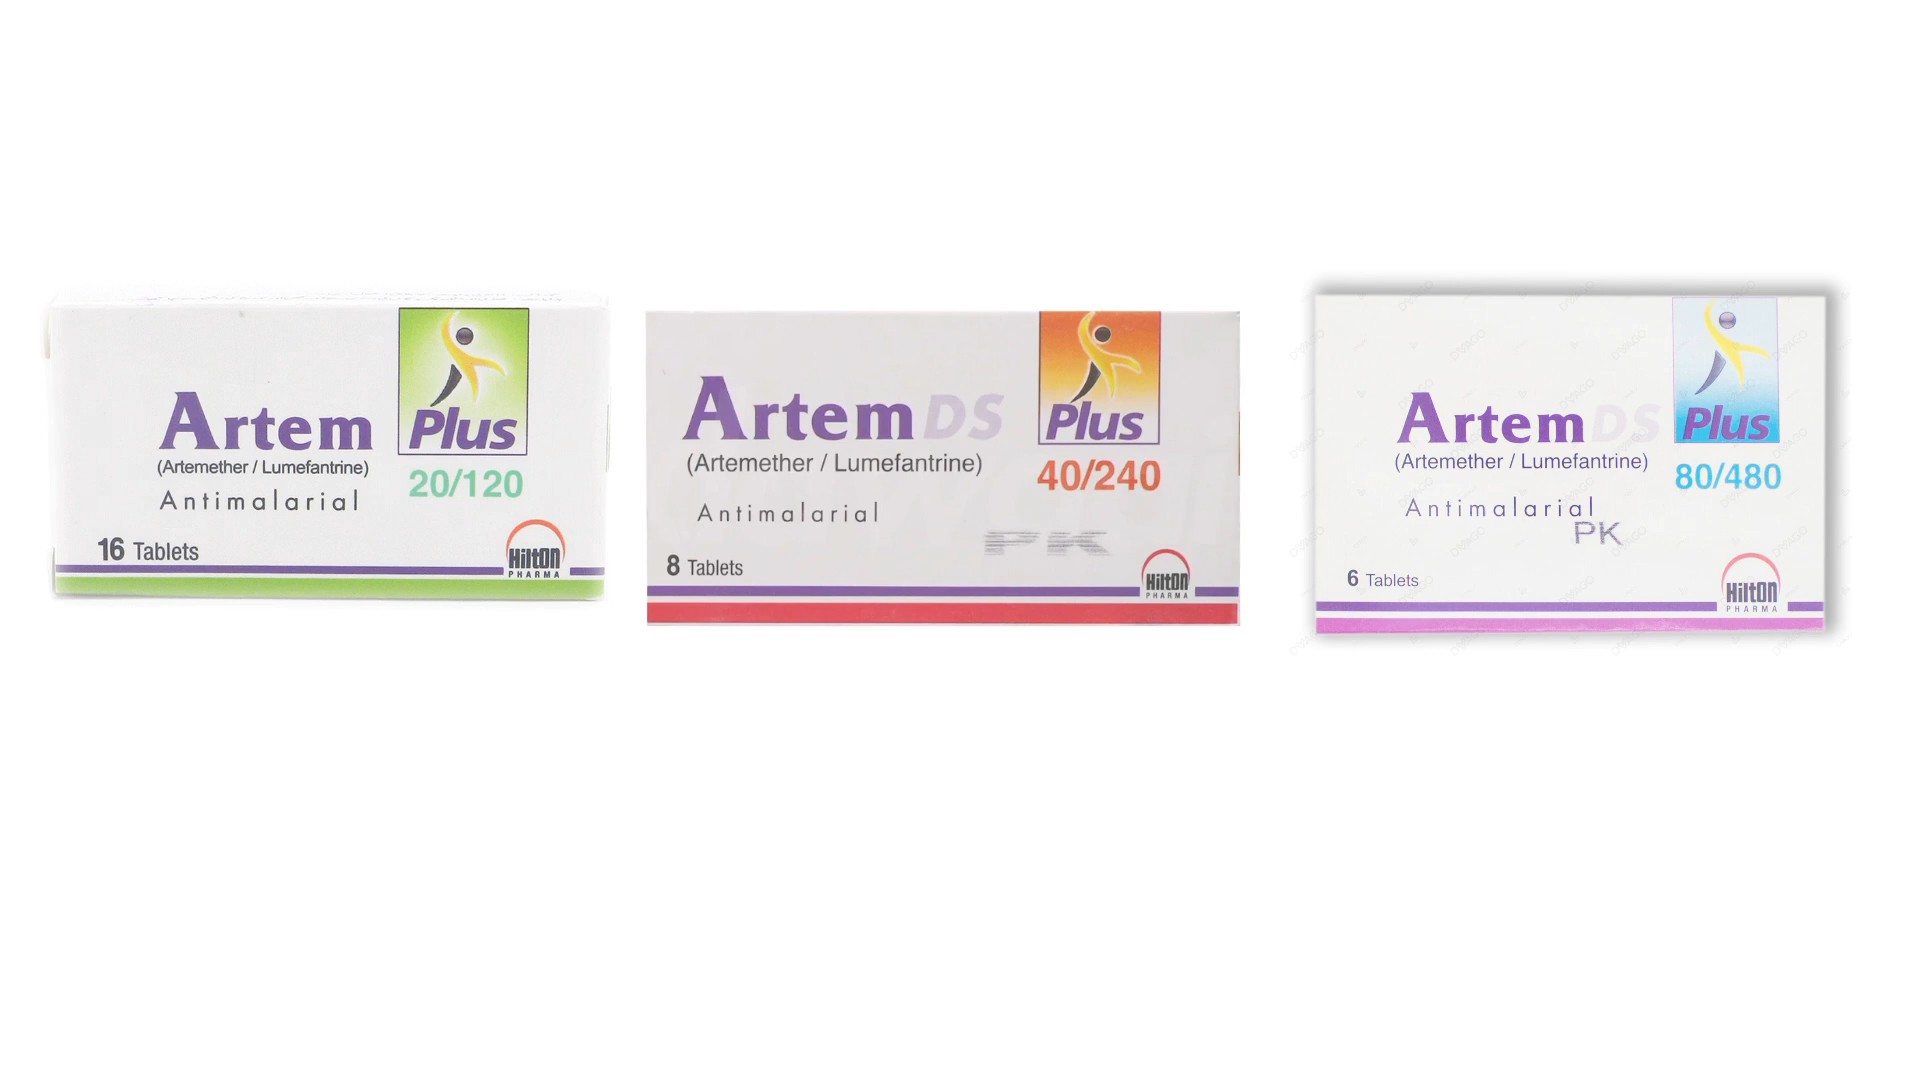 Artem
Plus
(Artemether / Lumefantrine)
20/120
Antimalarial
16 Tablets
Hilton
PHARMA
Artem DS
Plus
(Artemether / Lumefantrine)
40/240
Antimalarial
PK
8 Tablets
Hilton
PHARMA
Artem DS
Plus
(Artemether / Lumefantrine)
80/480
Antimalarial
PK
6 Tablets
Hilton
PHARMA